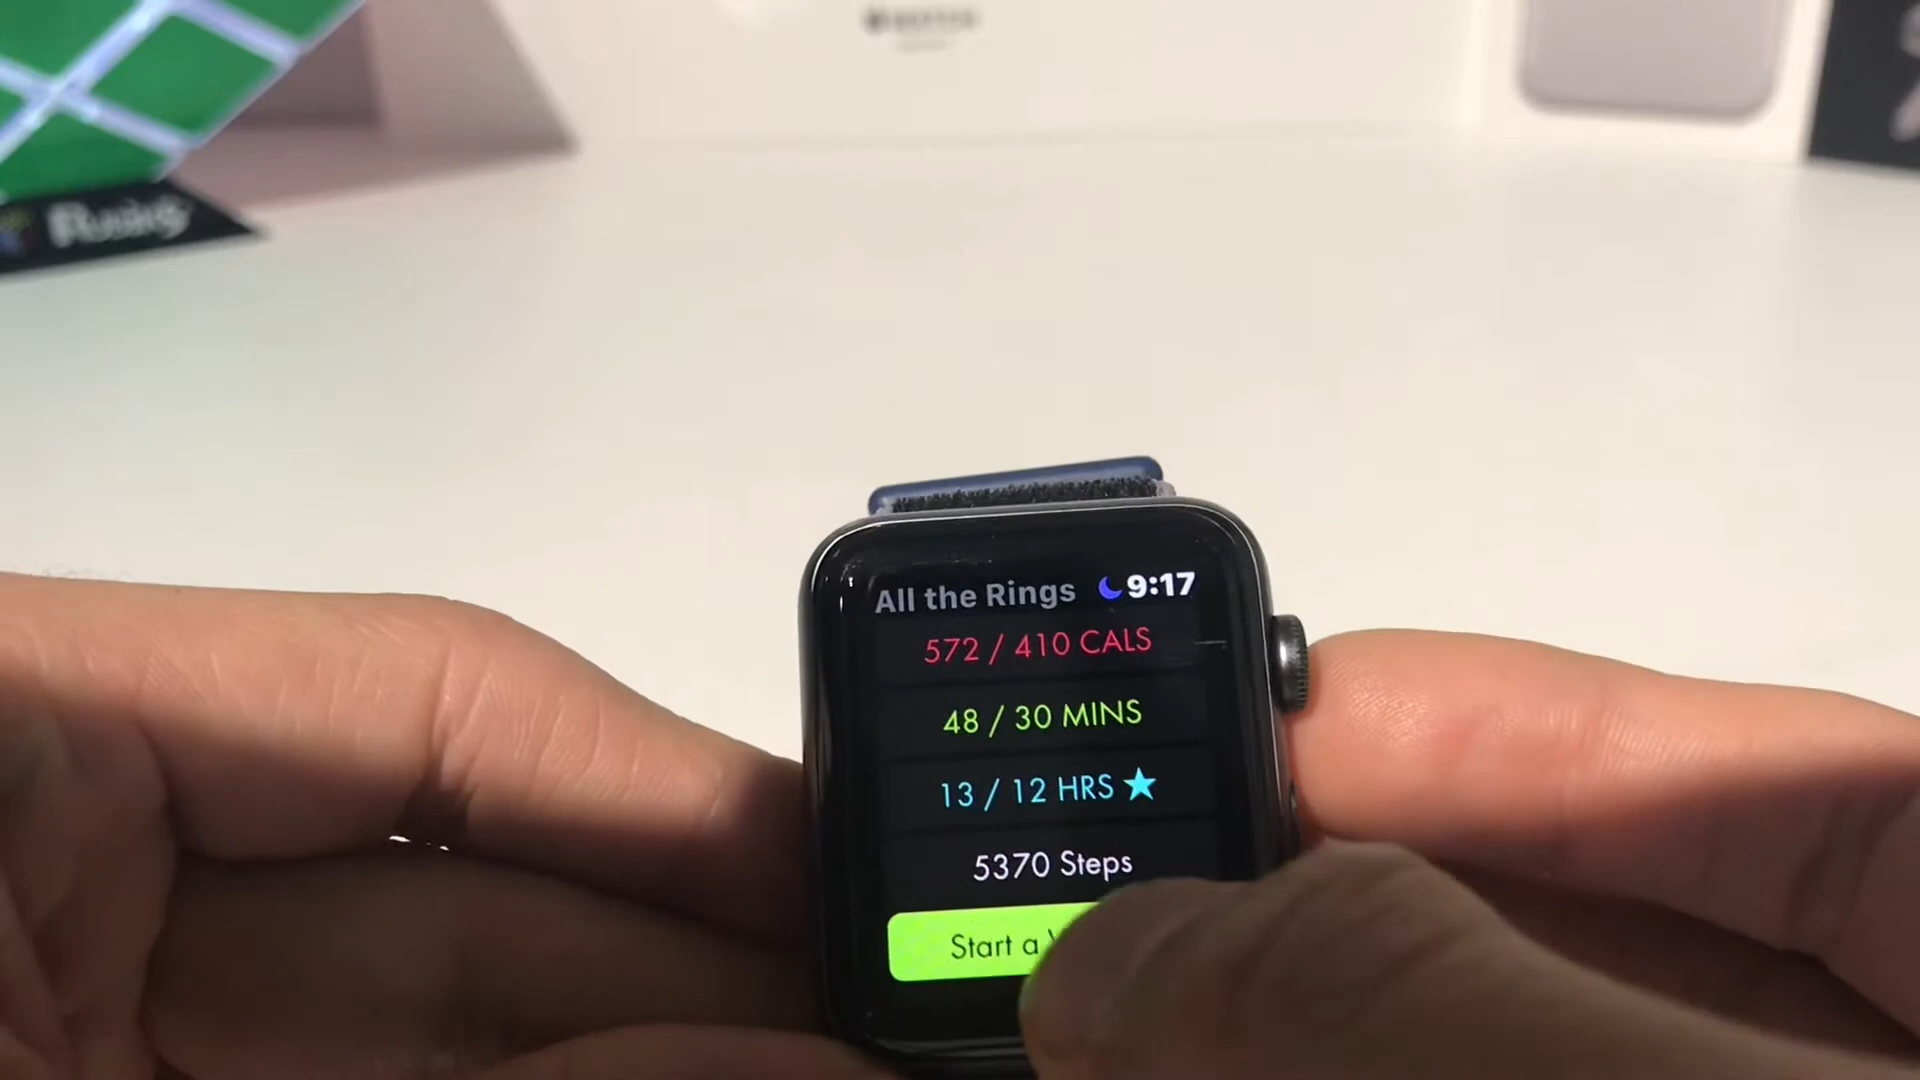 All the Rings 9:17
572 / 410 CALS
48 / 30 MINS
13 / 12 HRS
5370 Steps
Start a